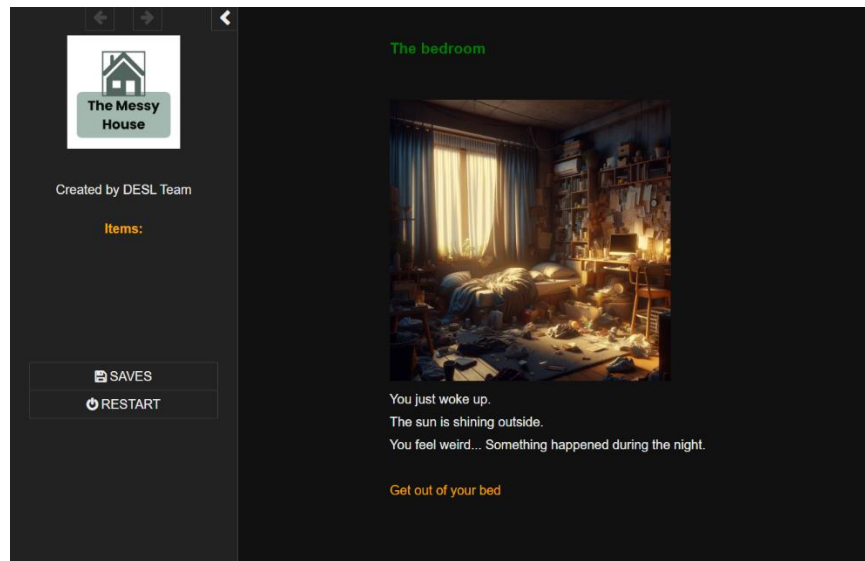 The Messy
House
Created by DESL Team
Items:
SAVES
RESTART
The bedroom
You just woke up.
The sun is shining outside.
You feel weird... Something happened during the night.
Get out of your bed